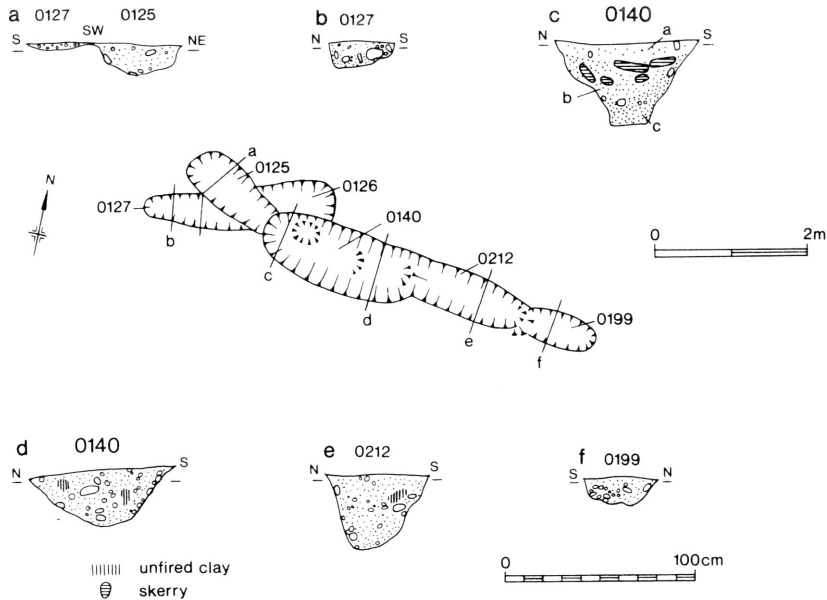 a 0127 0125
S SW NE
b 0127
N S
c 0140
N S
a
b
c
N
a
0125
0126
0127
0140
b
0212
c
0199
d
e
f
0 2m
d 0140
N S
e 0212
N S
f 0199
S N
unfired clay
skerry
0 100cm